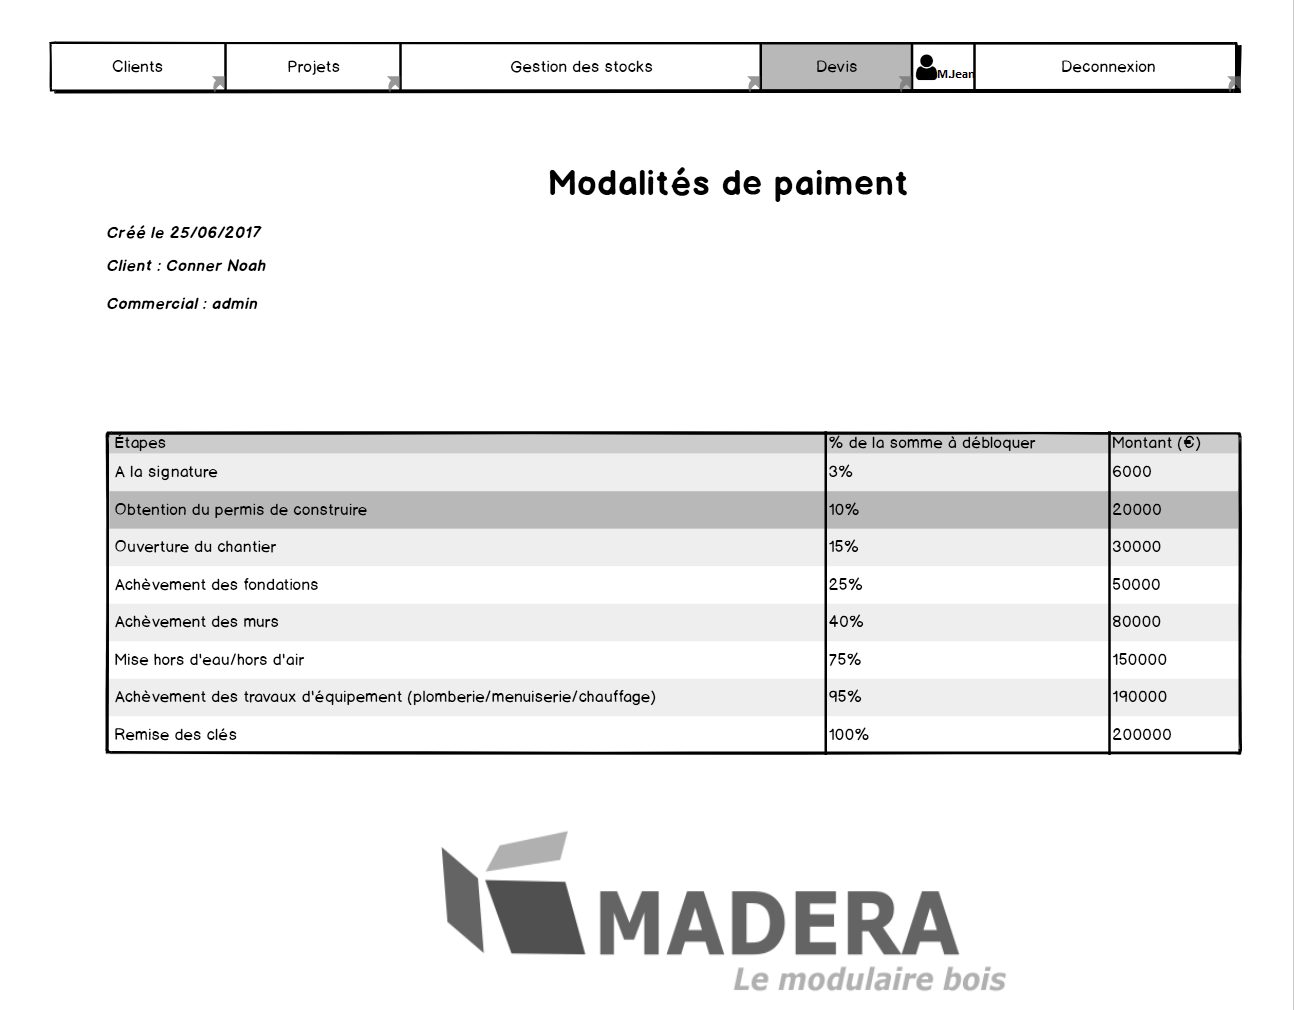 Clients Projets Gestion des stocks Devis M.Jean Deconnexion
Modalités de paiment
Créé le 25/06/2017
Client : Conner Noah
Commercial : admin
Étapes % de la somme à débloquer Montant (€)
A la signature 3% 6000
Obtention du permis de construire 10% 20000
Ouverture du chantier 15% 30000
Achèvement des fondations 25% 50000
Achèvement des murs 40% 80000
Mise hors d'eau/hors d'air 75% 150000
Achèvement des travaux d'équipement (plomberie/menuiserie/chauffage) 95% 190000
Remise des clés 100% 200000
MADERA
Le modulaire bois